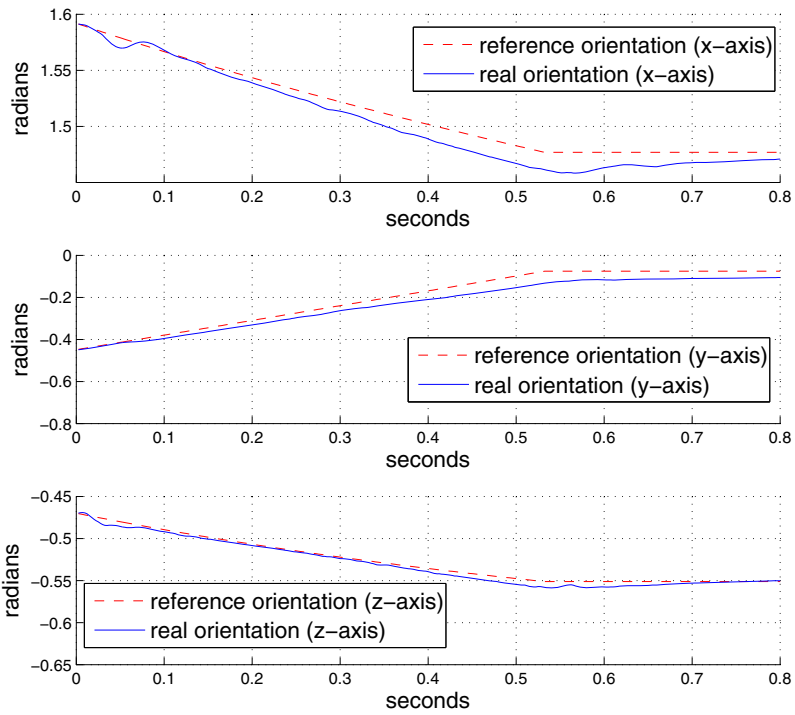 1.6
1.55
1.5
radians
reference orientation (x−axis)
real orientation (x−axis)
0 0.1 0.2 0.3 0.4 0.5 0.6 0.7 0.8
seconds
0
−0.2
−0.4
−0.6
−0.8
radians
reference orientation (y−axis)
real orientation (y−axis)
0 0.1 0.2 0.3 0.4 0.5 0.6 0.7 0.8
seconds
−0.45
−0.5
−0.55
−0.6
−0.65
radians
reference orientation (z−axis)
real orientation (z−axis)
0 0.1 0.2 0.3 0.4 0.5 0.6 0.7 0.8
seconds